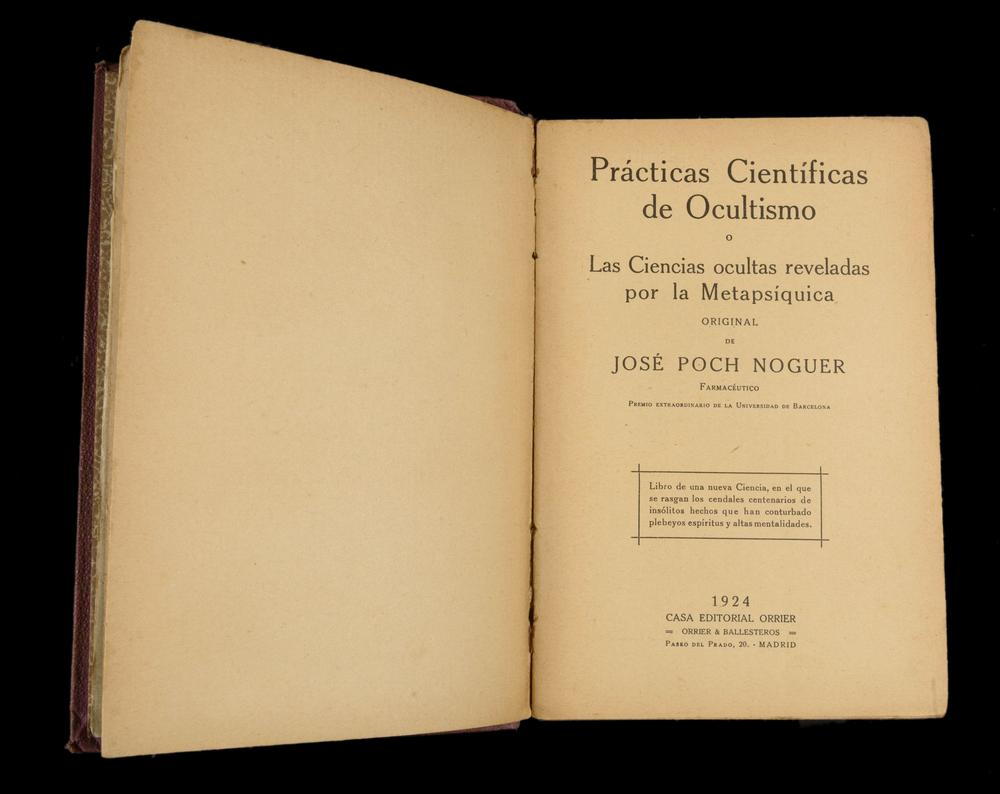 Prácticas Científicas
de Ocultismo
o
Las Ciencias ocultas reveladas
por la Metapsíquica
ORIGINAL
DE
JOSÉ POCH NOGUER
Farmacéutico
Premio extraordinario de la Universidad de Barcelona
Libro de una nueva Ciencia, en el que
se rasgan los cendales centenarios de
insólitos hechos que han conturbado
plebeyos espíritus y altas mentalidades.
1924
CASA EDITORIAL ORRIER
= ORRIER & BALLESTEROS =
Paseo del Prado, 20. - MADRID